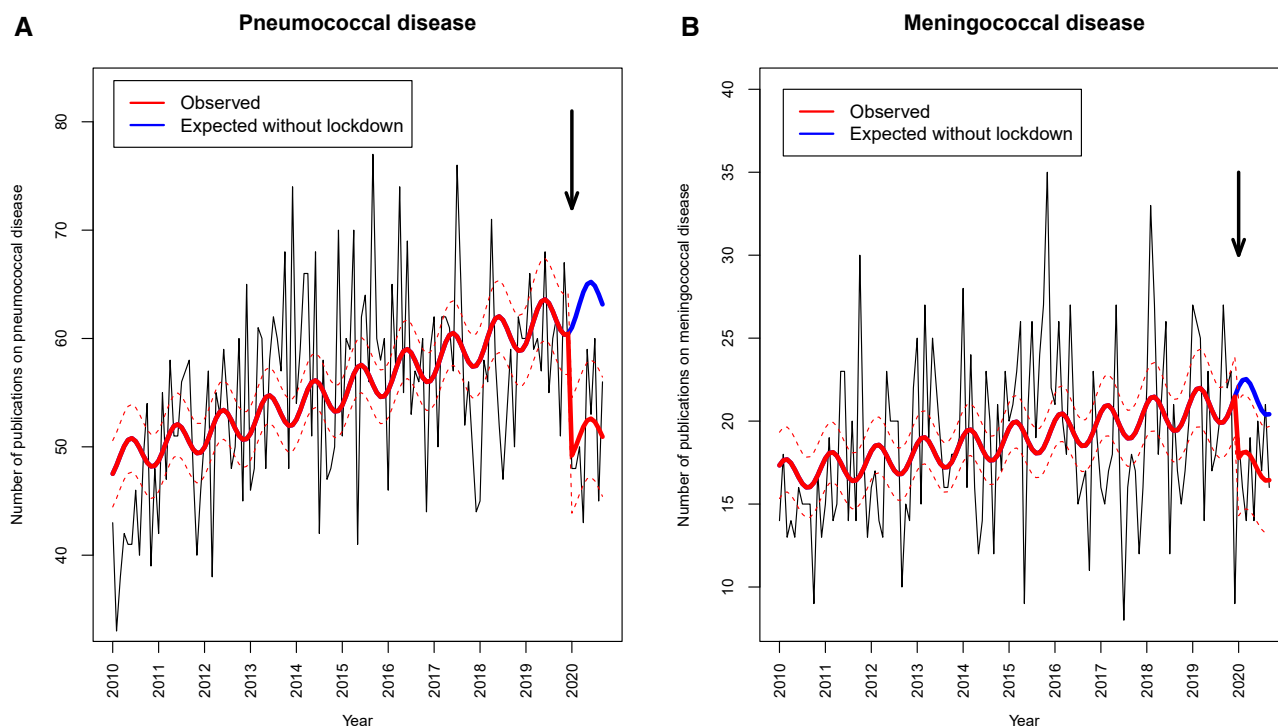 A
Pneumococcal disease
Number of publications on pneumococcal disease
80
70
60
50
40
Observed
Expected without lockdown
2010
2011
2012
2013
2014
2015
2016
2017
2018
2019
2020
Year
B
Meningococcal disease
Number of publications on meningococcal disease
40
35
30
25
20
15
10
Observed
Expected without lockdown
2010
2011
2012
2013
2014
2015
2016
2017
2018
2019
2020
Year